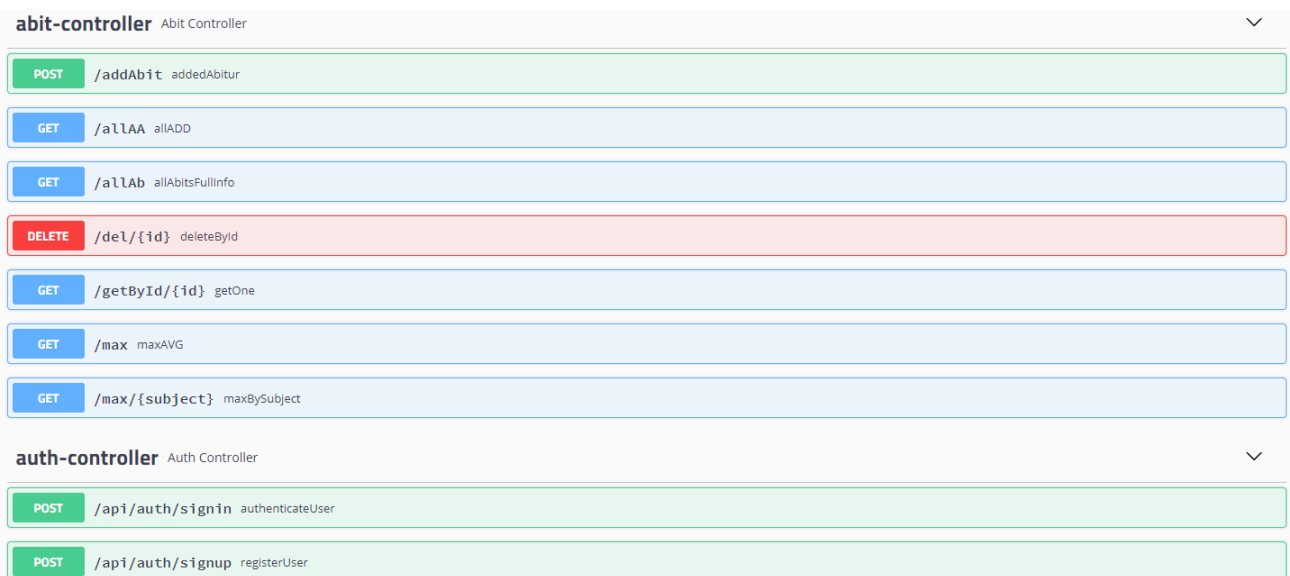 abit-controller Abit Controller
POST /addAbit addedAbitur
GET /allAA allADD
GET /allAb allAbitsFullInfo
DELETE /del/{id} deleteById
GET /getById/{id} getOne
GET /max maxAVG
GET /max/{subject} maxBySubject
auth-controller Auth Controller
POST /api/auth/signin authenticateUser
POST /api/auth/signup registerUser